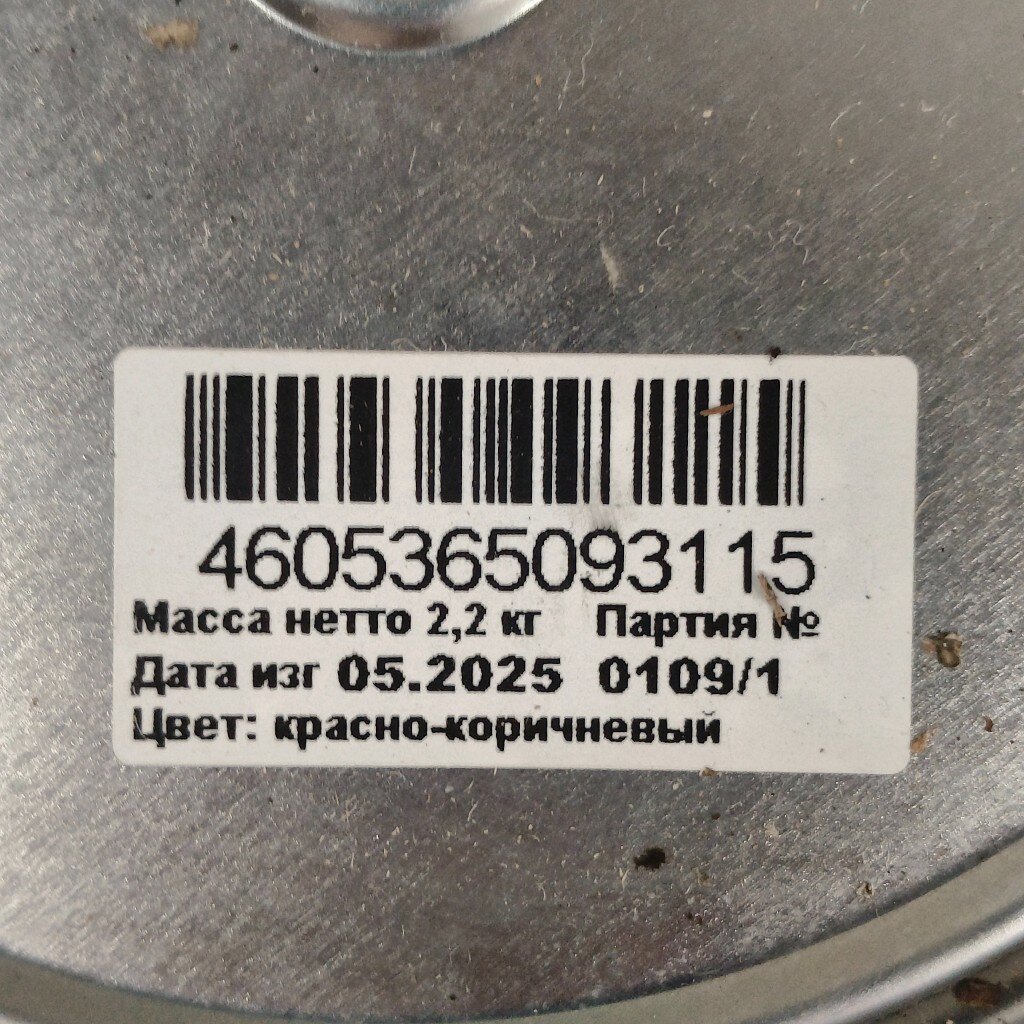 4605365093115
Масса нетто 2,2 кг Партия №
Дата изг 05.2025 0109/1
Цвет: красно-коричневый